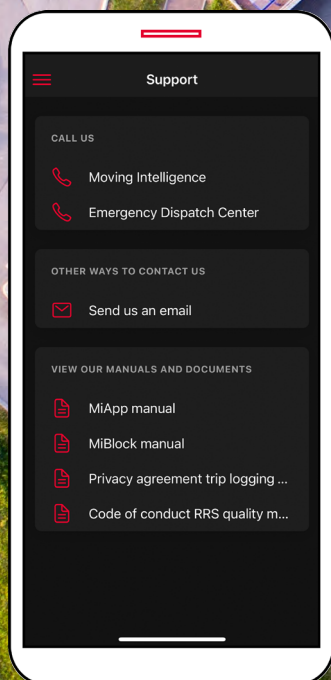 Support
CALL US
Moving Intelligence
Emergency Dispatch Center
OTHER WAYS TO CONTACT US
Send us an email
VIEW OUR MANUALS AND DOCUMENTS
MiApp manual
MiBlock manual
Privacy agreement trip logging ...
Code of conduct RRS quality m...